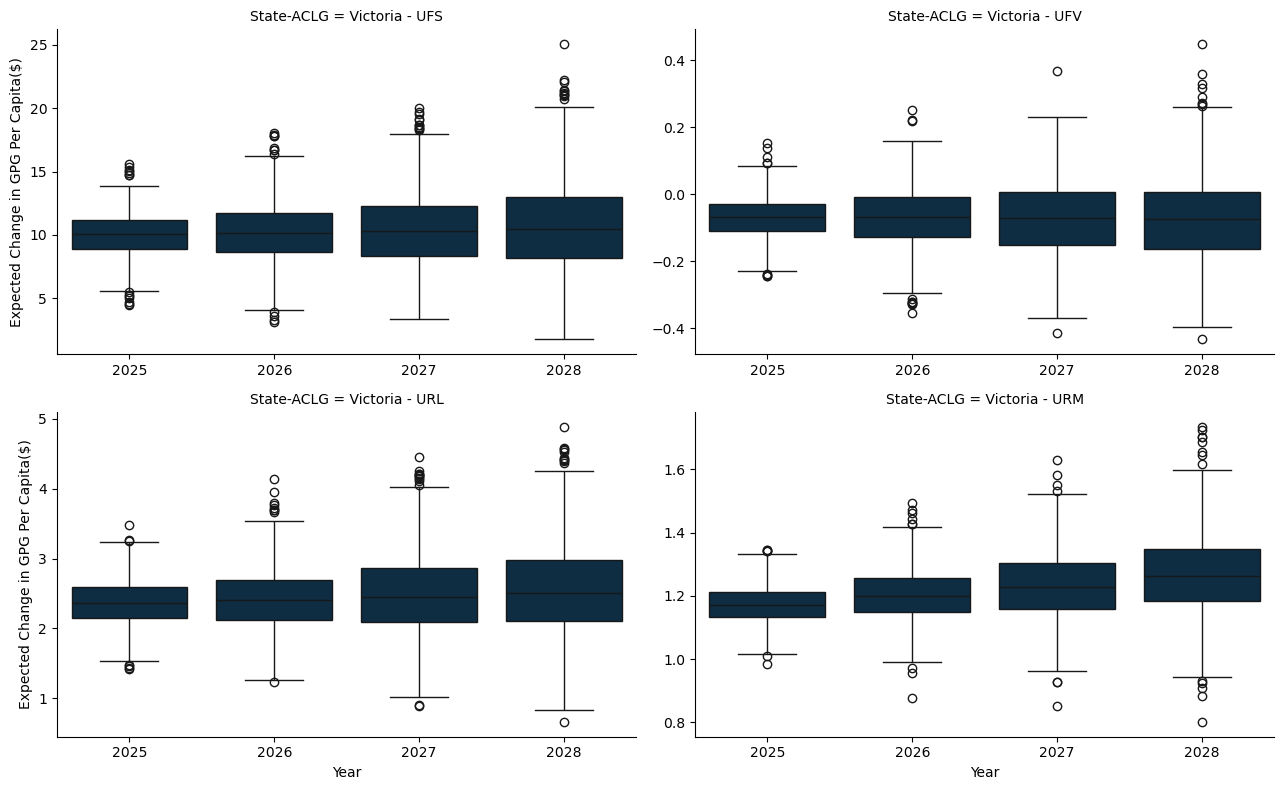 State-ACLG = Victoria - UFS
Expected Change in GPG Per Capita($)
25
20
15
10
5
2025 2026 2027 2028
State-ACLG = Victoria - UFV
0.4
0.2
0.0
−0.2
−0.4
2025 2026 2027 2028
State-ACLG = Victoria - URL
Expected Change in GPG Per Capita($)
5
4
3
2
1
2025 2026 2027 2028
Year
State-ACLG = Victoria - URM
1.6
1.4
1.2
1.0
0.8
2025 2026 2027 2028
Year